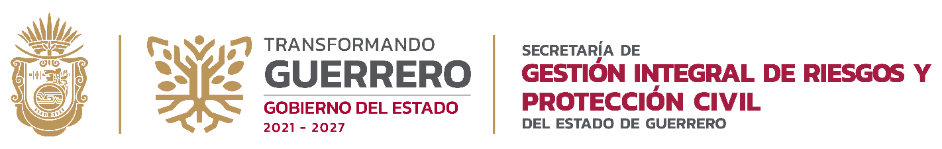 TRANSFORMANDO
GUERRERO
GOBIERNO DEL ESTADO
2021 - 2027
SECRETARÍA DE
GESTIÓN INTEGRAL DE RIESGOS Y
PROTECCIÓN CIVIL
DEL ESTADO DE GUERRERO